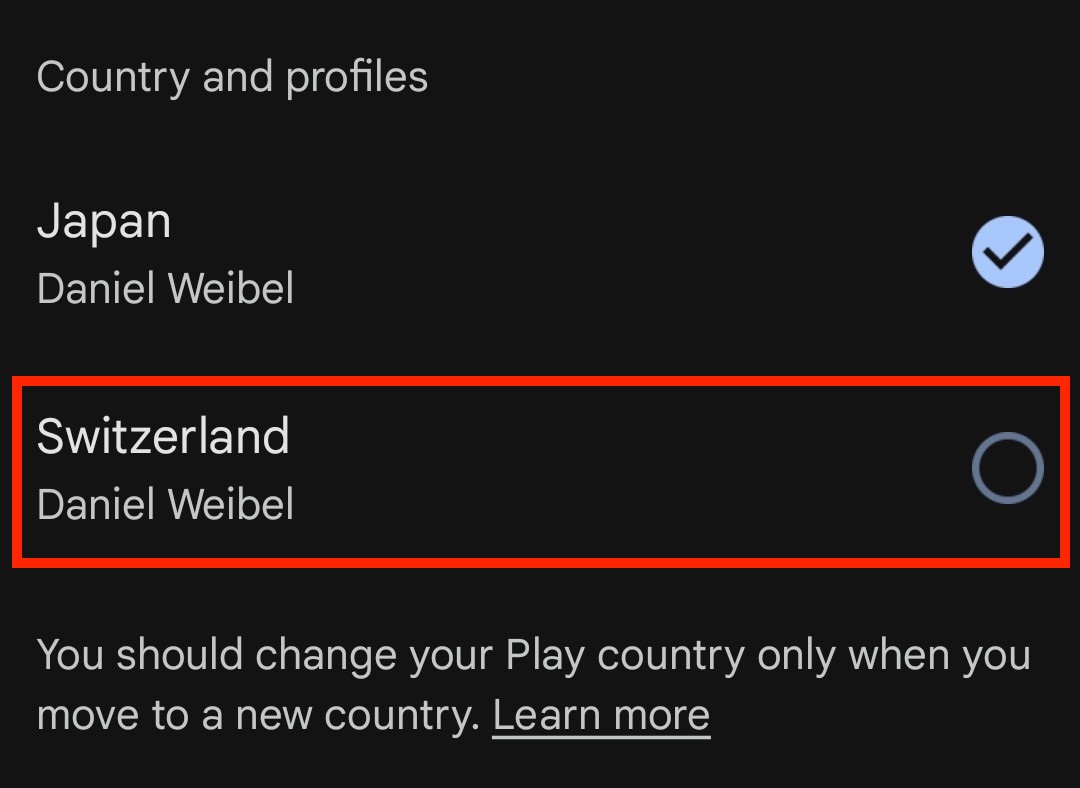 Country and profiles
Japan
Daniel Weibel
Switzerland
Daniel Weibel
You should change your Play country only when you
move to a new country. Learn more